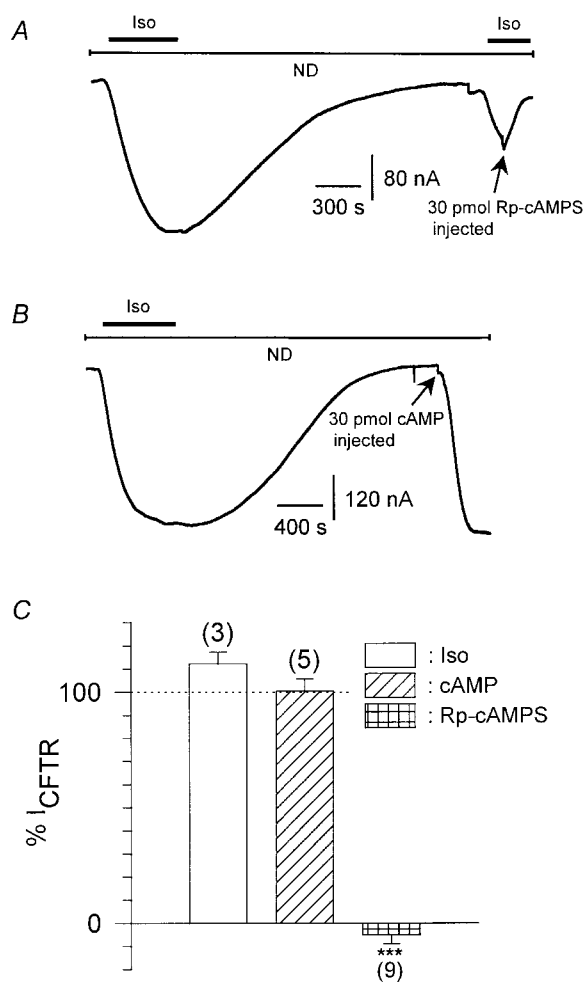 A
Iso
Iso
ND
80 nA
300 s
30 pmol Rp-cAMPS
injected
B
Iso
ND
30 pmol cAMP
injected
120 nA
400 s
C
(3)
(5)
: Iso
: cAMP
: Rp-cAMPS
100
% ICFTR
0
***
(9)